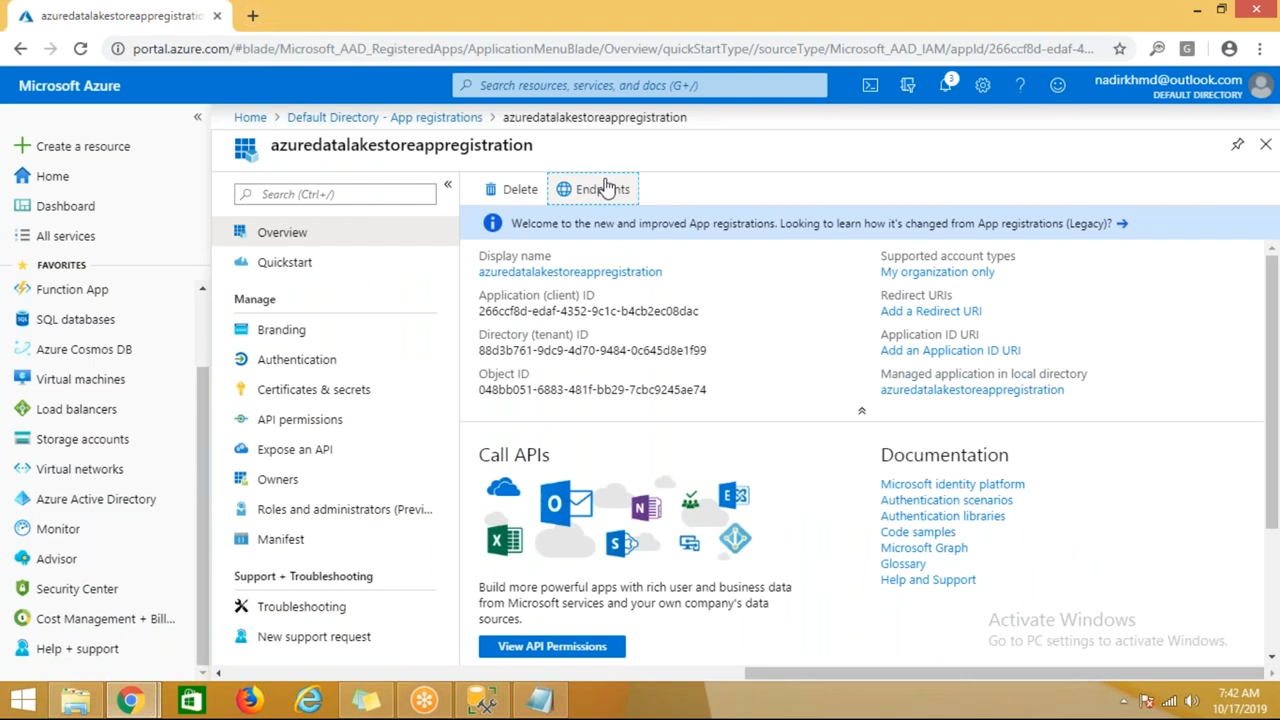 azuredatalakestoreappregistratio
portal.azure.com/#blade/Microsoft_AAD_RegisteredApps/ApplicationMenuBlade/Overview/quickStartType//sourceType/Microsoft_AAD_IAM/appId/266ccf8d-edaf-4...
G
Microsoft Azure
Search resources, services, and docs (G+/)
3
nadirkhmd@outlook.com
DEFAULT DIRECTORY
Create a resource
Home
Dashboard
All services
FAVORITES
Function App
SQL databases
Azure Cosmos DB
Virtual machines
Load balancers
Storage accounts
Virtual networks
Azure Active Directory
Monitor
Advisor
Security Center
Cost Management + Bill...
Help + support
Home > Default Directory - App registrations > azuredatalakestoreappregistration
azuredatalakestoreappregistration
Search (Ctrl+/)
Overview
Quickstart
Manage
Branding
Authentication
Certificates & secrets
API permissions
Expose an API
Owners
Roles and administrators (Previ...
Manifest
Support + Troubleshooting
Troubleshooting
New support request
Delete
Endpoints
Welcome to the new and improved App registrations. Looking to learn how it's changed from App registrations (Legacy)?
Display name
azuredatalakestoreappregistration
Application (client) ID
266ccf8d-edaf-4352-9c1c-b4cb2ec08dac
Directory (tenant) ID
88d3b761-9dc9-4d70-9484-0c645d8e1f99
Object ID
048bb051-6883-481f-bb29-7cbc9245ae74
Supported account types
My organization only
Redirect URIs
Add a Redirect URI
Application ID URI
Add an Application ID URI
Managed application in local directory
azuredatalakestoreappregistration
Call APIs
Build more powerful apps with rich user and business data
from Microsoft services and your own company's data
sources.
View API Permissions
Documentation
Microsoft identity platform
Authentication scenarios
Authentication libraries
Code samples
Microsoft Graph
Glossary
Help and Support
Activate Windows
Go to PC settings to activate Windows.
7:42 AM
10/17/2019